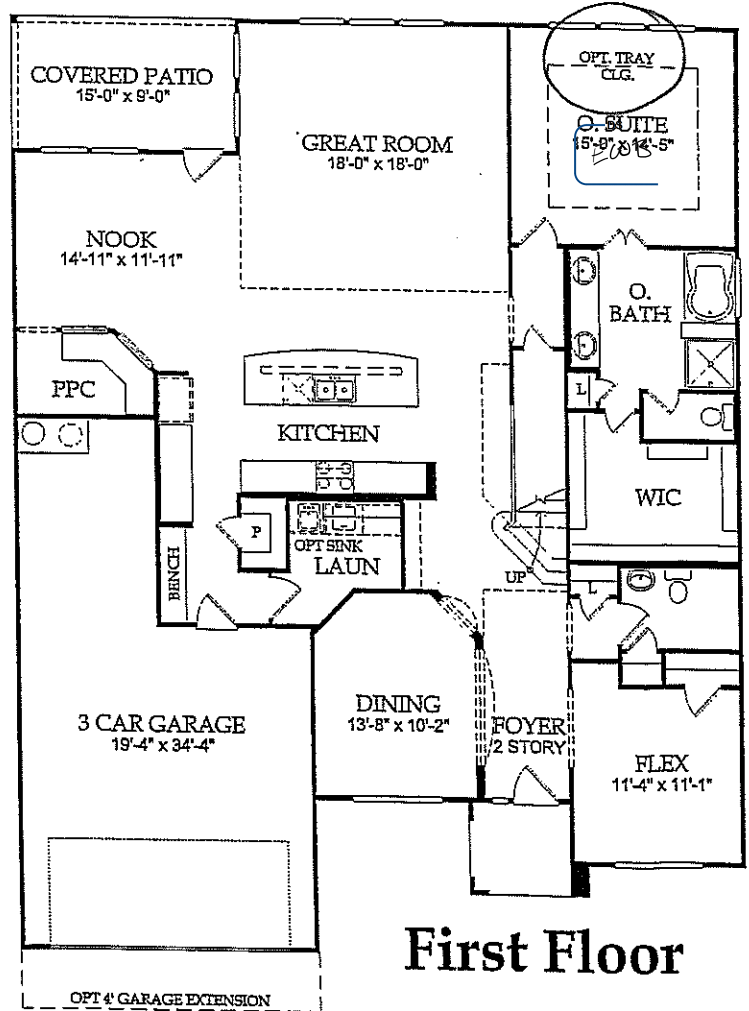 COVERED PATIO
15'-0" x 9'-0"
GREAT ROOM
18'-0" x 18'-0"
OPT. TRAY
CLG.
O. SUITE
NOOK
14'-11" x 11'-11"
O.
BATH
PPC
L
KITCHEN
WIC
P
OPT SINK
LAUN
BENCH
UP
L
DINING
13'-8" x 10'-2"
FOYER
2 STORY
3 CAR GARAGE
19'-4" x 34'-4"
FLEX
11'-4" x 11'-1"
First Floor
OPT 4' GARAGE EXTENSION